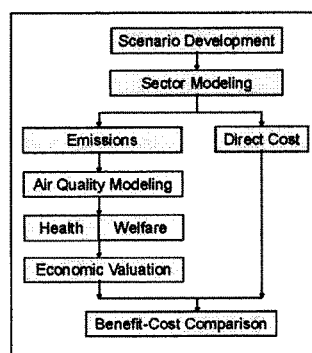 Scenario Development
Sector Modeling
Emissions
Direct Cost
Air Quality Modeling
Health
Welfare
Economic Valuation
Benefit-Cost Comparison